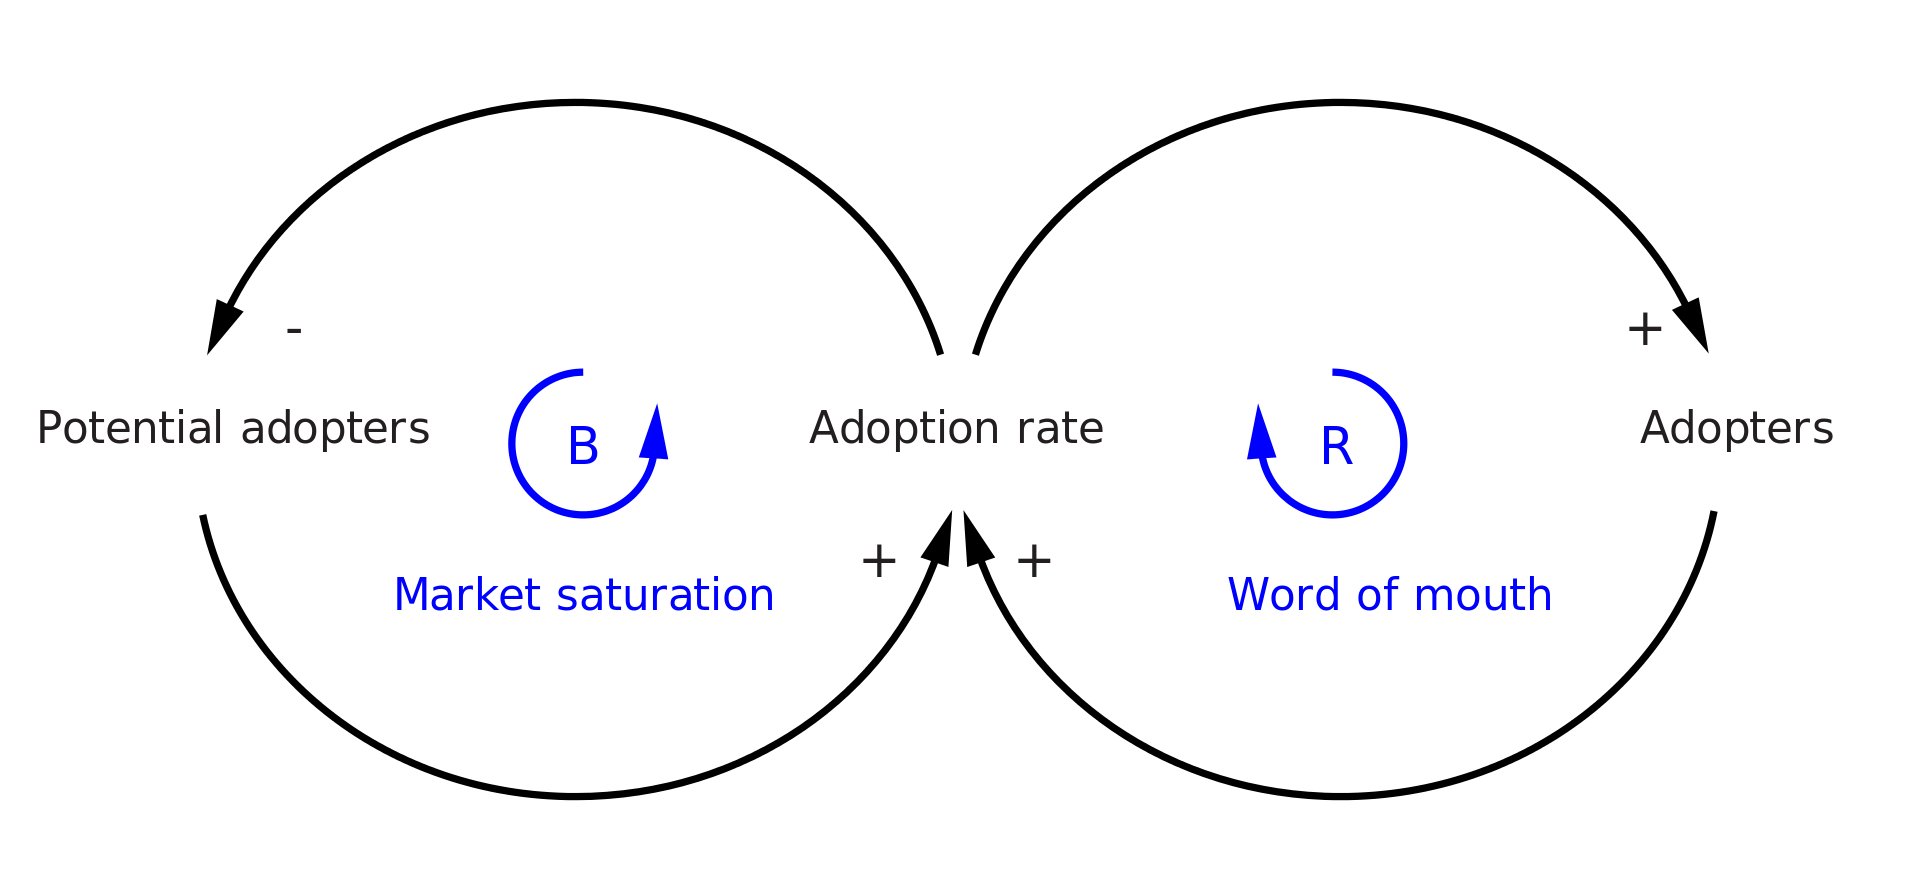 -
+
Potential adopters
B
Adoption rate
R
Adopters
+
+
Market saturation
Word of mouth